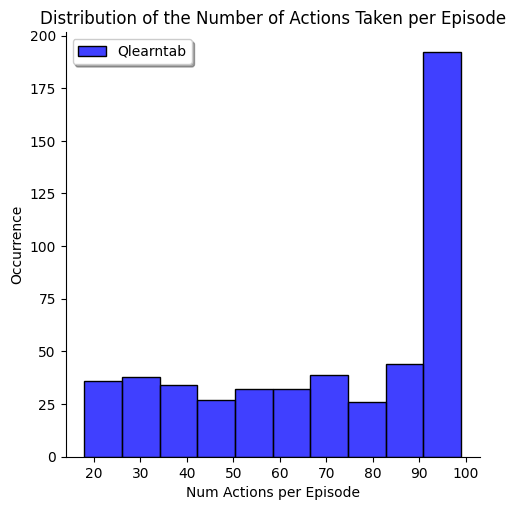 Distribution of the Number of Actions Taken per Episode
Qlearntab
200
175
150
125
100
75
50
25
0
Occurrence
20 30 40 50 60 70 80 90 100
Num Actions per Episode